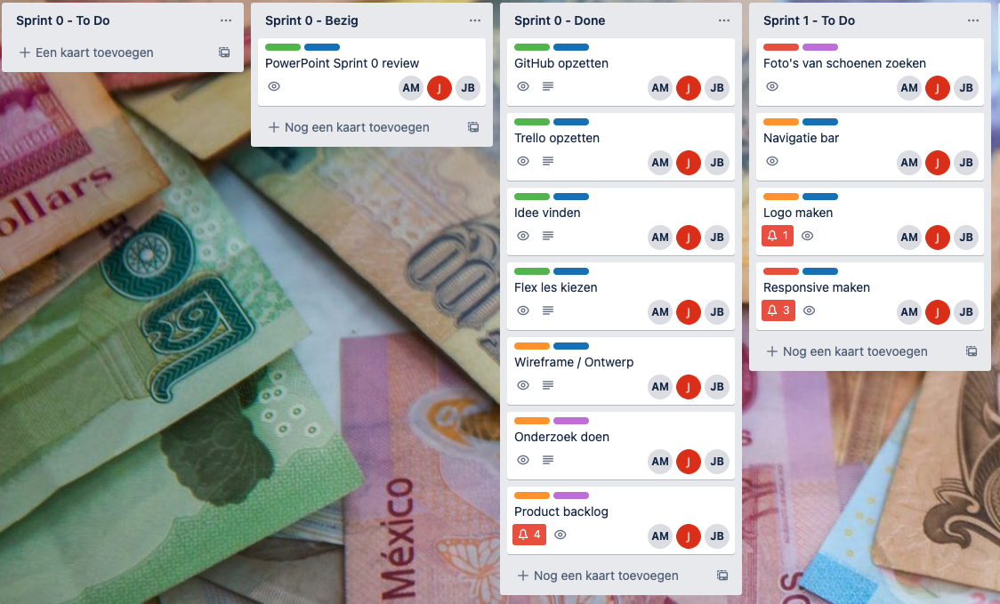 Sprint 0 - To Do
Een kaart toevoegen
Sprint 0 - Bezig
PowerPoint Sprint 0 review
AM J JB
Nog een kaart toevoegen
Sprint 0 - Done
GitHub opzetten
AM J JB
Trello opzetten
AM J JB
Idee vinden
AM J JB
Flex les kiezen
AM J JB
Wireframe / Ontwerp
AM J JB
Onderzoek doen
AM J JB
Product backlog
4 AM J JB
Nog een kaart toevoegen
Sprint 1 - To Do
Foto's van schoenen zoeken
AM J JB
Navigatie bar
AM J JB
Logo maken
1 AM J JB
Responsive maken
3 AM J JB
Nog een kaart toevoegen
ollars
México